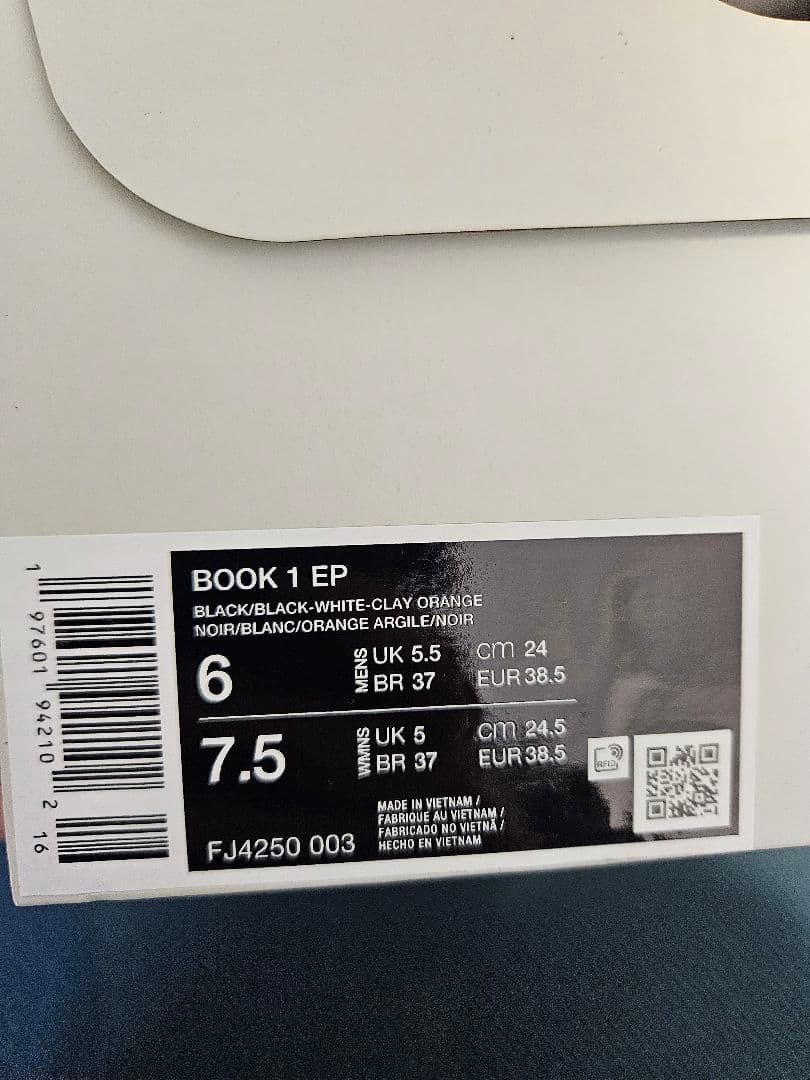 BOOK 1 EP
BLACK/BLACK-WHITE-CLAY ORANGE
NOIR/BLANC/ORANGE ARGILE/NOIR
6 MENS UK 5.5 cm 24
BR 37 EUR 38.5
7.5 WMNS UK 5 cm 24.5
BR 37 EUR 38.5
RFID
MADE IN VIETNAM /
FABRIQUE AU VIETNAM /
FABRICADO NO VIETNÃ /
HECHO EN VIETNAM
FJ4250 003
1 97601 94210 2 16